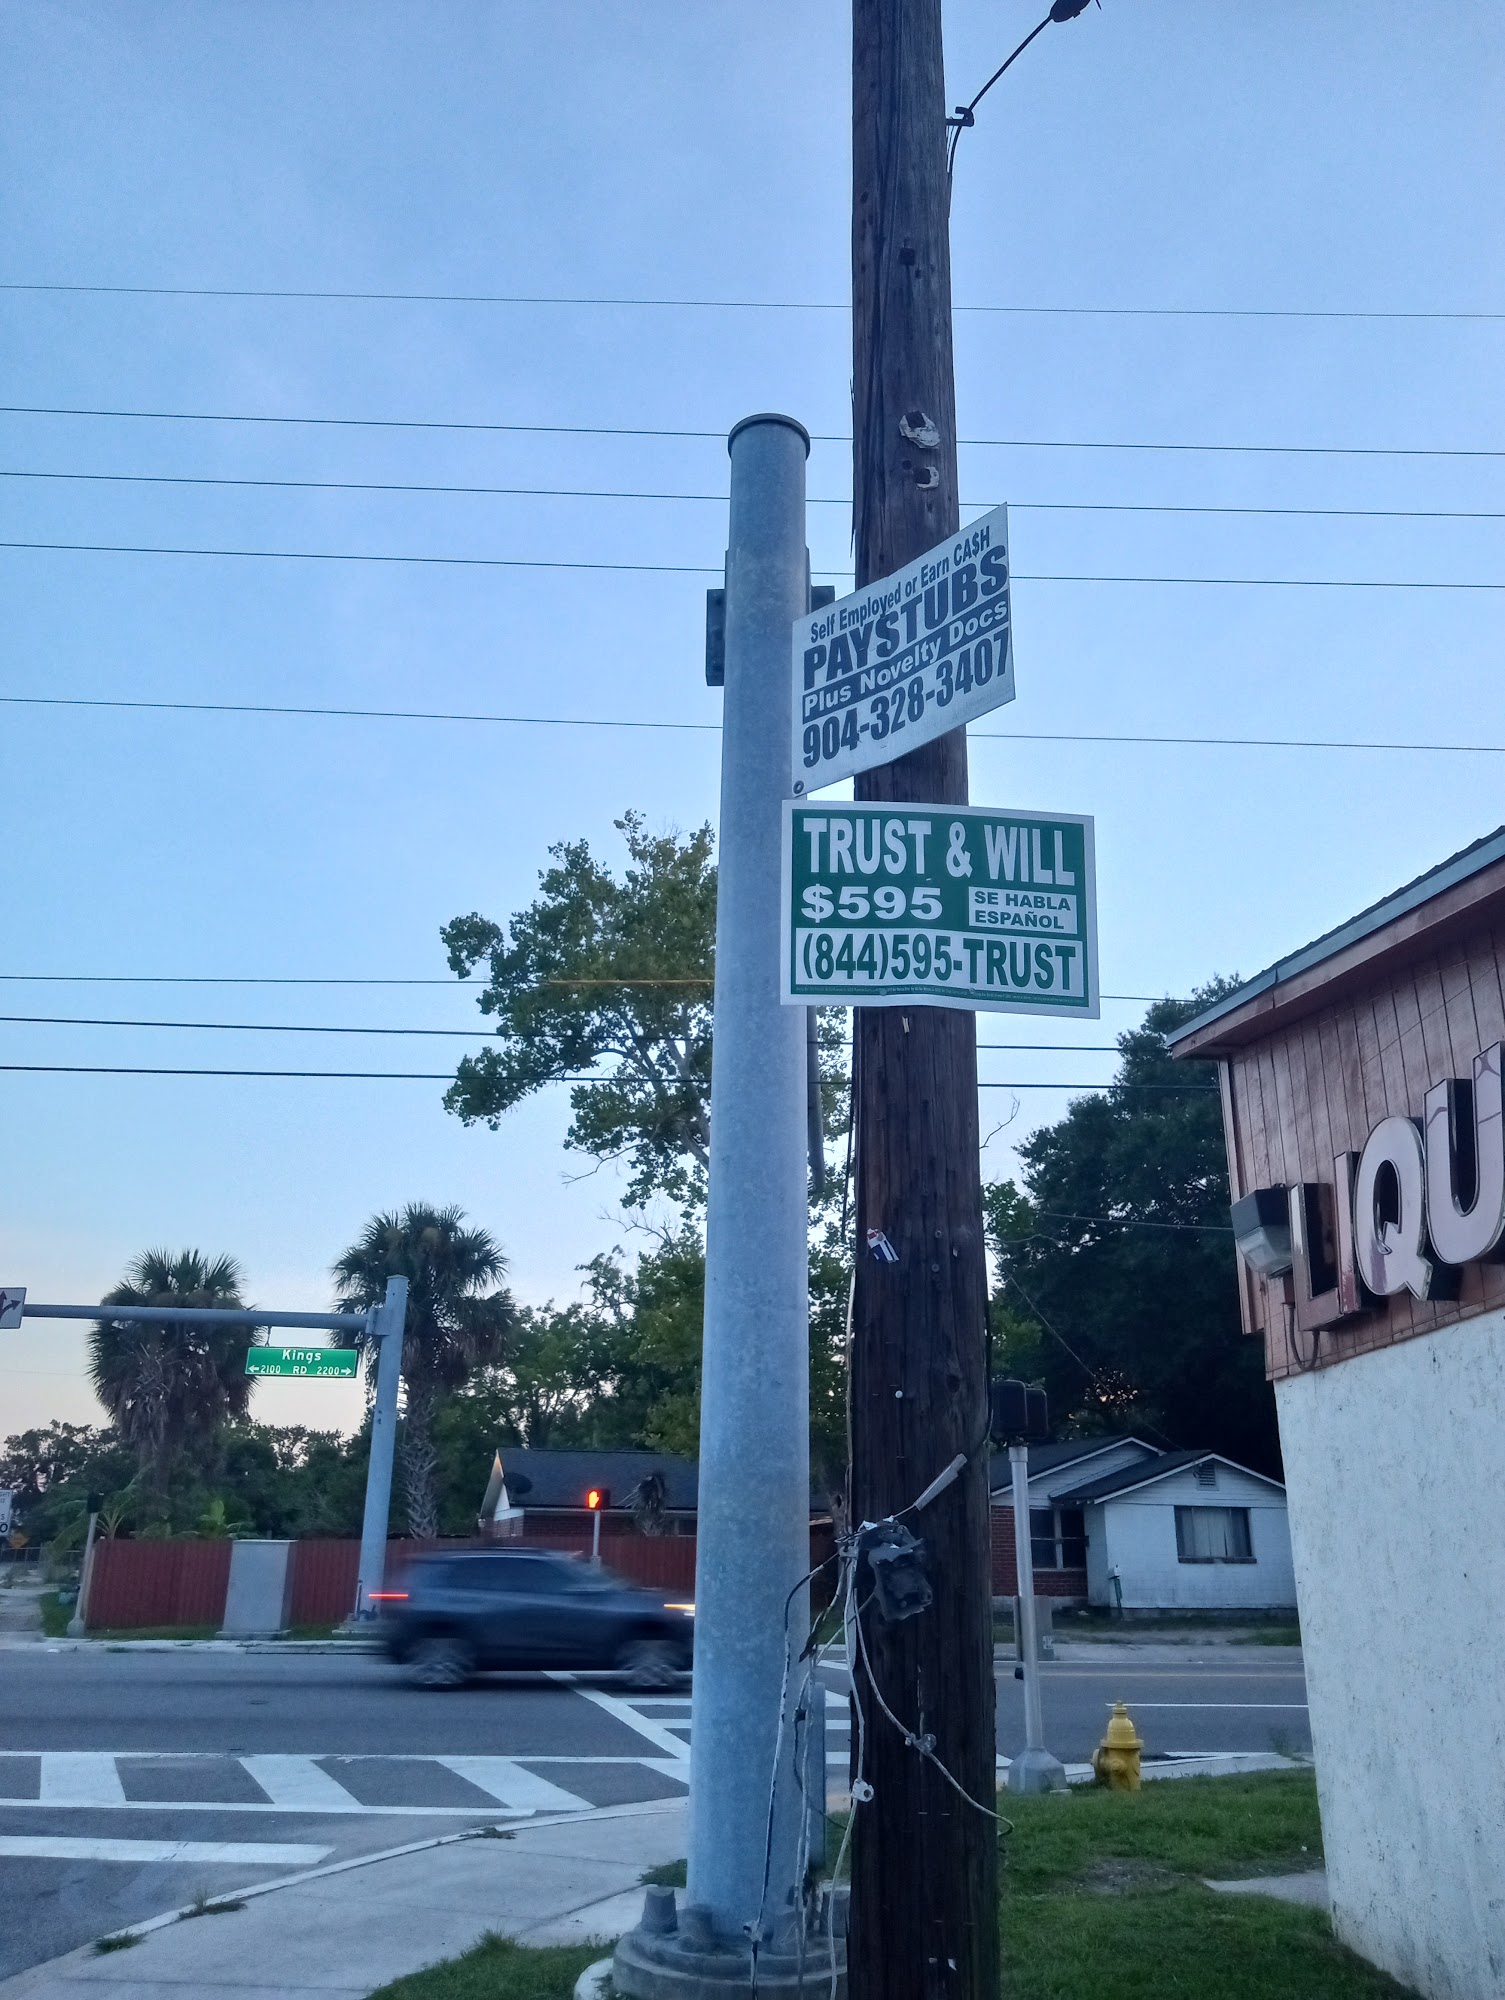 Self Employed or Earn CA$H
PAYSTUBS
Plus Novelty Docs
904-328-3407
TRUST & WILL
$595
SE HABLA
ESPAÑOL
(844)595-TRUST
LIQU
Kings
←2100 RD 2200→